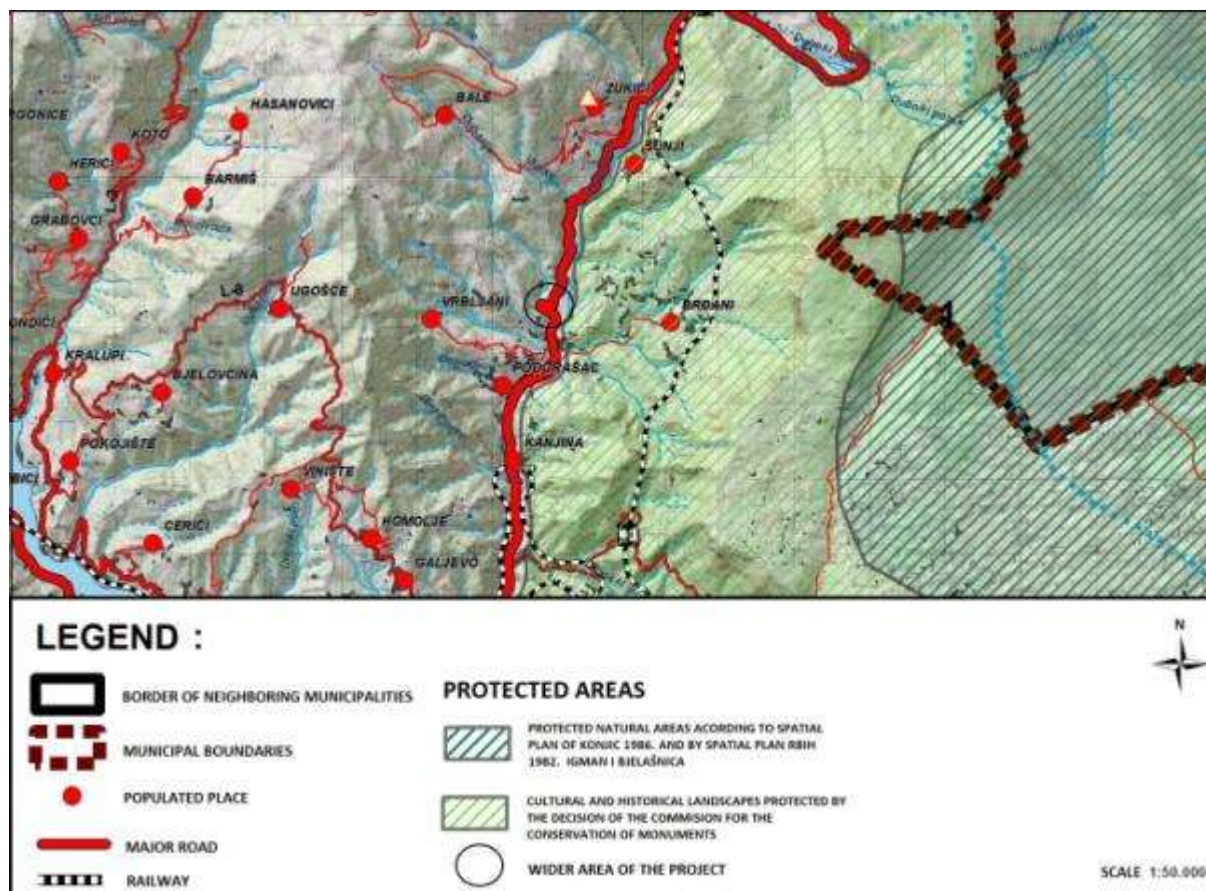 ZUKICI
HASANOVICI
BALE
KOTO
SUNJI
HERICI
BARMIŠ
GRABOVCI
L-8
UGOŠCE
VRBLJANI
BRĐANI
KRALUPI
PODORAŠAC
BJELOVCINA
KANJINA
POKOJIŠTE
VINIŠTE
CERICI
HOMOLJE
GALJEVO
LEGEND :
N
BORDER OF NEIGHBORING MUNICIPALITIES
MUNICIPAL BOUNDARIES
POPULATED PLACE
MAJOR ROAD
RAILWAY
PROTECTED AREAS
PROTECTED NATURAL AREAS ACORDING TO SPATIAL
PLAN OF KONJIC 1986. AND BY SPATIAL PLAN RBIH
1982. IGMAN I BJELAŠNICA
CULTURAL AND HISTORICAL LANDSCAPES PROTECTED BY
THE DECISION OF THE COMMISION FOR THE
CONSERVATION OF MONUMENTS
WIDER AREA OF THE PROJECT
SCALE 1:50.000